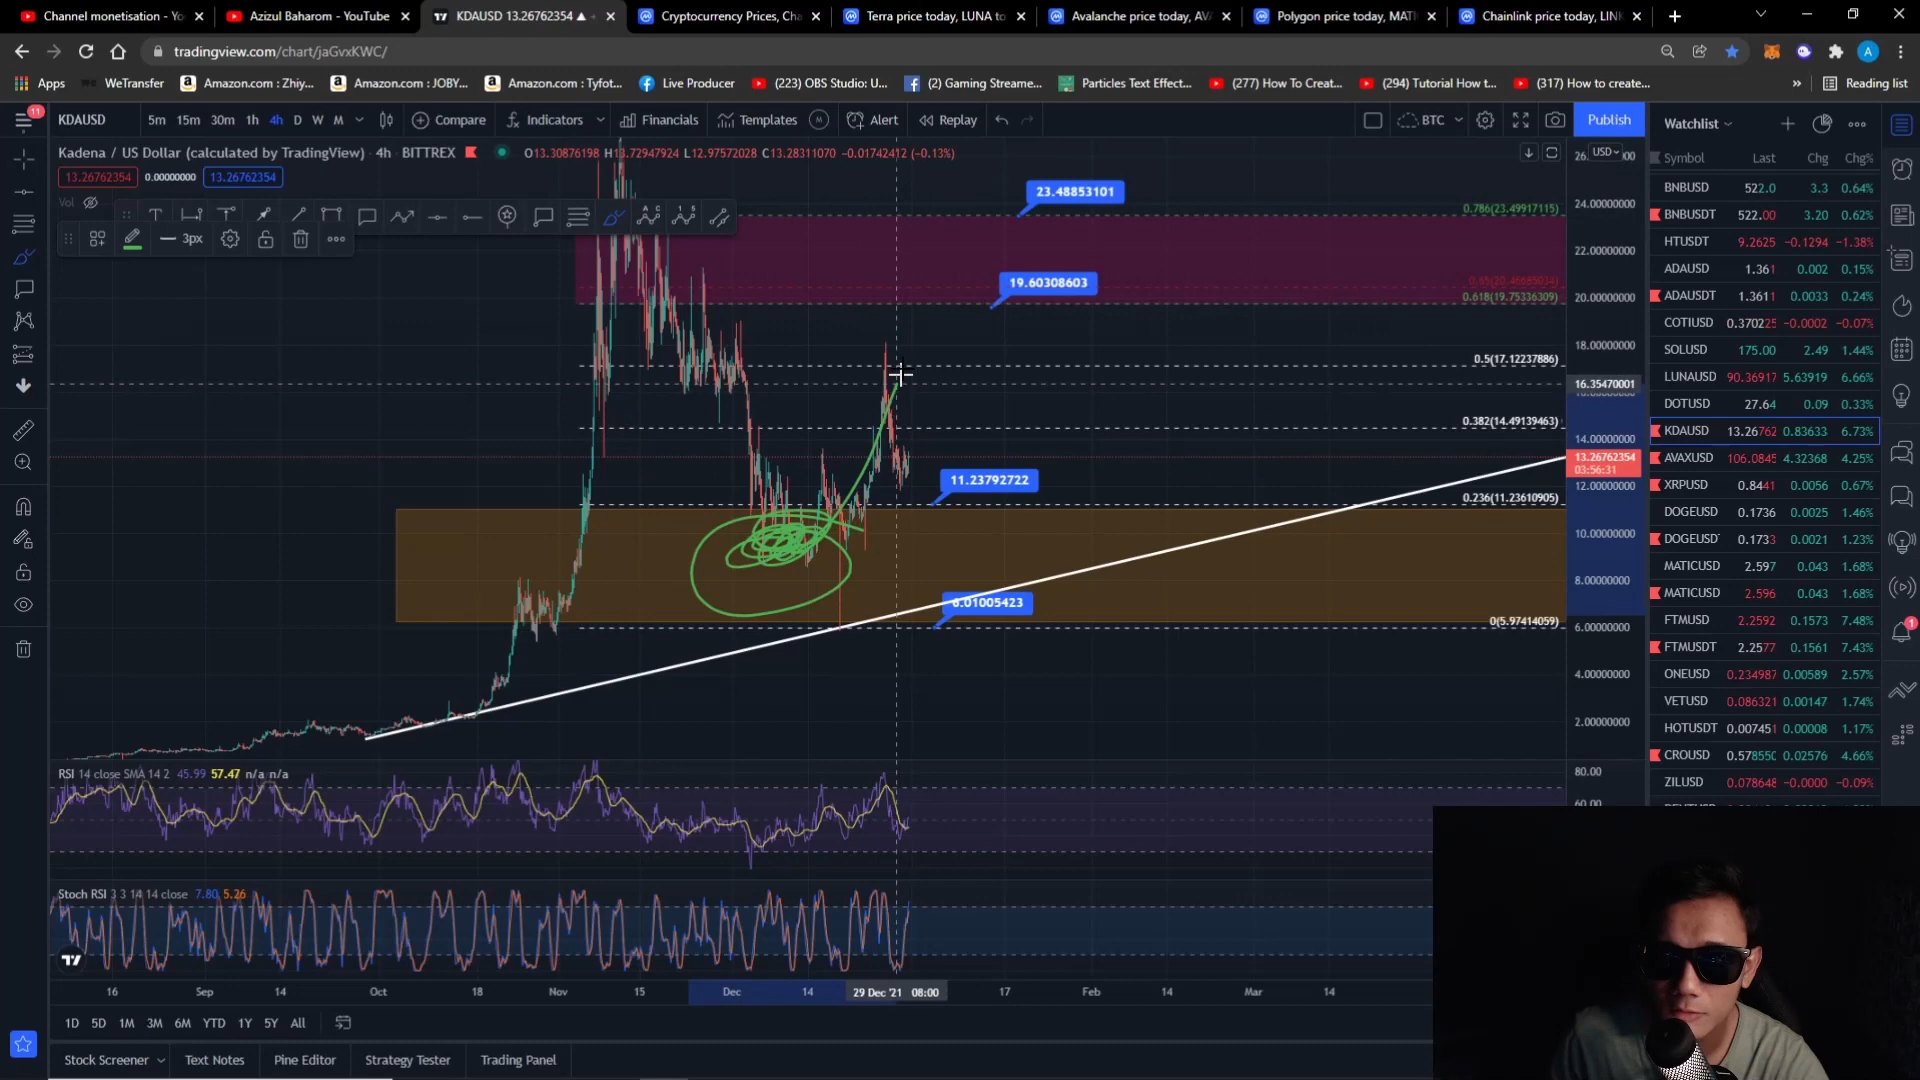 Channel monetisation - Yo
Azizul Baharom - YouTube
KDAUSD 13.26762354 ▲
Cryptocurrency Prices, Cha
Terra price today, LUNA to
Avalanche price today, AVA
Polygon price today, MATI
Chainlink price today, LINK
tradingview.com/chart/jaGvxKWC/
A
Apps
WeTransfer
Amazon.com : Zhiy...
Amazon.com : JOBY...
Amazon.com : Tyfot...
Live Producer
(223) OBS Studio: U...
(2) Gaming Streame...
Particles Text Effect...
(277) How To Creat...
(294) Tutorial How t...
(317) How to create...
»
Reading list
11
KDAUSD
5m 15m 30m 1h 4h D W M
Compare
Indicators
Financials
Templates
M
Alert
Replay
BTC
Publish
Kadena / US Dollar (calculated by TradingView) · 4h · BITTREX
O13.30876198 H13.72947924 L12.97572028 C13.28311070 -0.01742412 (-0.13%)
13.26762354 0.00000000 13.26762354
Vol
3px
USD
24.00000000
22.00000000
20.00000000
18.00000000
16.35470001
14.00000000
13.26762354
03:56:31
12.00000000
10.00000000
8.00000000
6.00000000
4.00000000
2.00000000
23.48853101
0.786(23.49917115)
19.60308603
0.618(19.75336309)
0.5(17.12237886)
0.382(14.49139463)
11.23792722
0.236(11.23610905)
6.01005423
0(5.97414059)
RSI 14 close SMA 14 2 45.99 57.47 n/a n/a
80.00
60.00
Stoch RSI 3 3 14 14 close 7.80 5.26
16 Sep 14 Oct 18 Nov 15 Dec 14 29 Dec '21 08:00 17 Feb 14 Mar 14
1D 5D 1M 3M 6M YTD 1Y 5Y All
Stock Screener
Text Notes
Pine Editor
Strategy Tester
Trading Panel
Watchlist
Symbol Last Chg Chg%
BNBUSD 522.0 3.3 0.64%
BNBUSDT 522.00 3.20 0.62%
HTUSDT 9.2625 -0.1294 -1.38%
ADAUSD 1.361 0.002 0.15%
ADAUSDT 1.3611 0.0033 0.24%
COTIUSD 0.370225 -0.0002 -0.07%
SOLUSD 175.00 2.49 1.44%
LUNAUSD 90.36917 5.63919 6.66%
DOTUSD 27.64 0.09 0.33%
KDAUSD 13.26762 0.83633 6.73%
AVAXUSD 106.0845 4.32368 4.25%
XRPUSD 0.8441 0.0056 0.67%
DOGEUSD 0.1736 0.0025 1.46%
DOGEUSD 0.1733 0.0021 1.23%
MATICUSD 2.597 0.043 1.68%
MATICUSD 2.596 0.043 1.68%
FTMUSD 2.2592 0.1573 7.48%
FTMUSDT 2.2577 0.1561 7.43%
ONEUSD 0.234987 0.00589 2.57%
VETUSD 0.086321 0.00147 1.74%
HOTUSDT 0.007451 0.00008 1.17%
CROUSD 0.578550 0.02576 4.66%
ZILUSD 0.078648 -0.0000 -0.09%
1